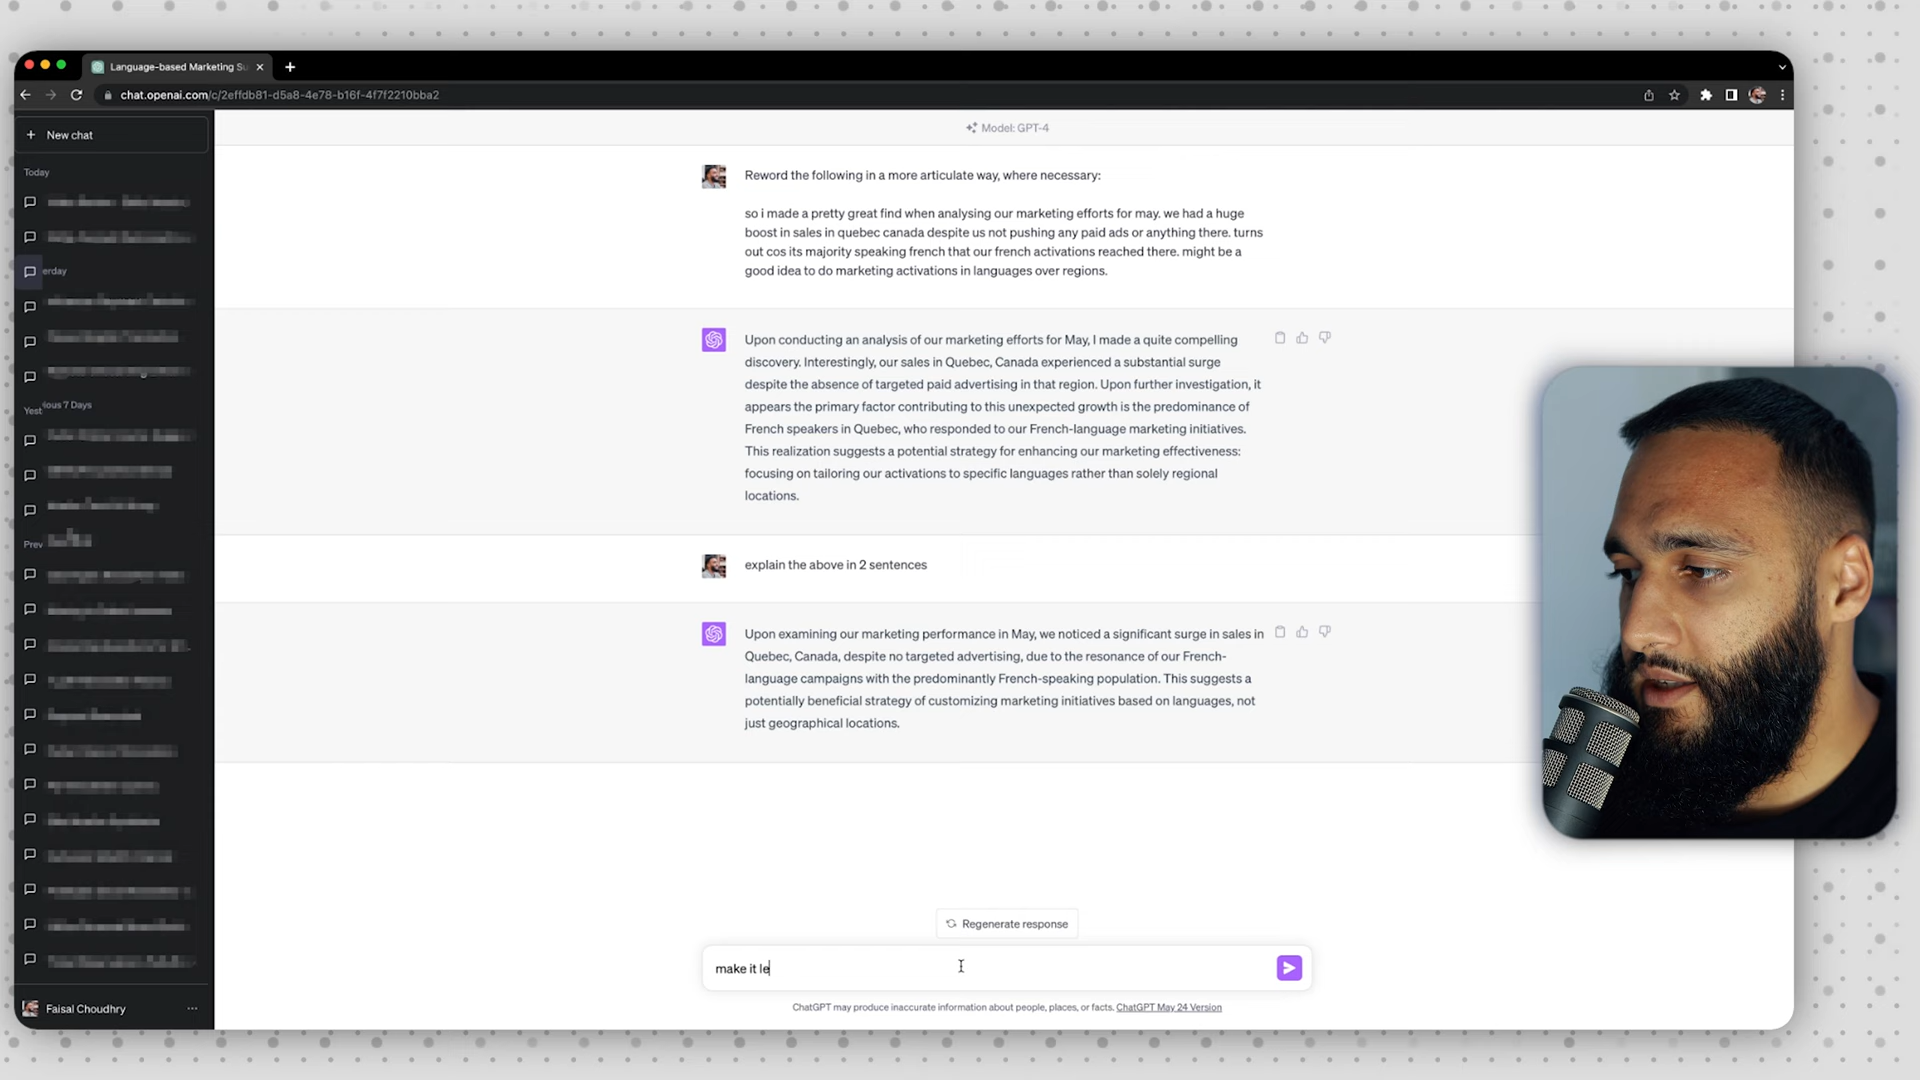 Language-based Marketing Su
chat.openai.com/c/2effdb81-d5a8-4e78-b16f-4f7f2210bba2
New chat
Model: GPT-4
Today
erday
ious 7 Days
Yest
Prev
Reword the following in a more articulate way, where necessary:
so i made a pretty great find when analysing our marketing efforts for may. we had a huge
boost in sales in quebec canada despite us not pushing any paid ads or anything there. turns
out cos its majority speaking french that our french activations reached there. might be a
good idea to do marketing activations in languages over regions.
Upon conducting an analysis of our marketing efforts for May, I made a quite compelling
discovery. Interestingly, our sales in Quebec, Canada experienced a substantial surge
despite the absence of targeted paid advertising in that region. Upon further investigation, it
appears the primary factor contributing to this unexpected growth is the predominance of
French speakers in Quebec, who responded to our French-language marketing initiatives.
This realization suggests a potential strategy for enhancing our marketing effectiveness:
focusing on tailoring our activations to specific languages rather than solely regional
locations.
explain the above in 2 sentences
Upon examining our marketing performance in May, we noticed a significant surge in sales in
Quebec, Canada, despite no targeted advertising, due to the resonance of our French-
language campaigns with the predominantly French-speaking population. This suggests a
potentially beneficial strategy of customizing marketing initiatives based on languages, not
just geographical locations.
Regenerate response
make it le
ChatGPT may produce inaccurate information about people, places, or facts. ChatGPT May 24 Version
Faisal Choudhry